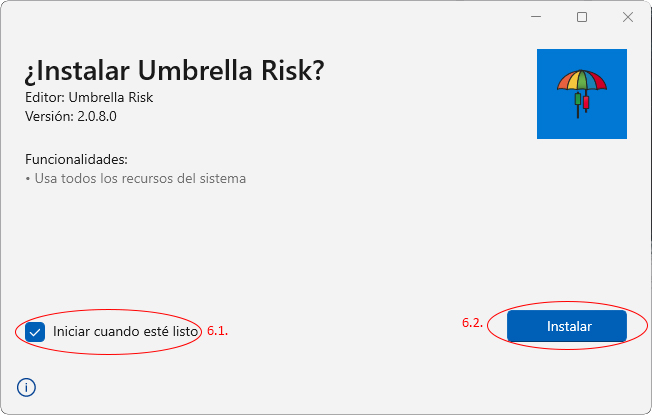 ¿Instalar Umbrella Risk?
Editor: Umbrella Risk
Versión: 2.0.8.0
Funcionalidades:
• Usa todos los recursos del sistema
Iniciar cuando esté listo 6.1.
6.2. Instalar